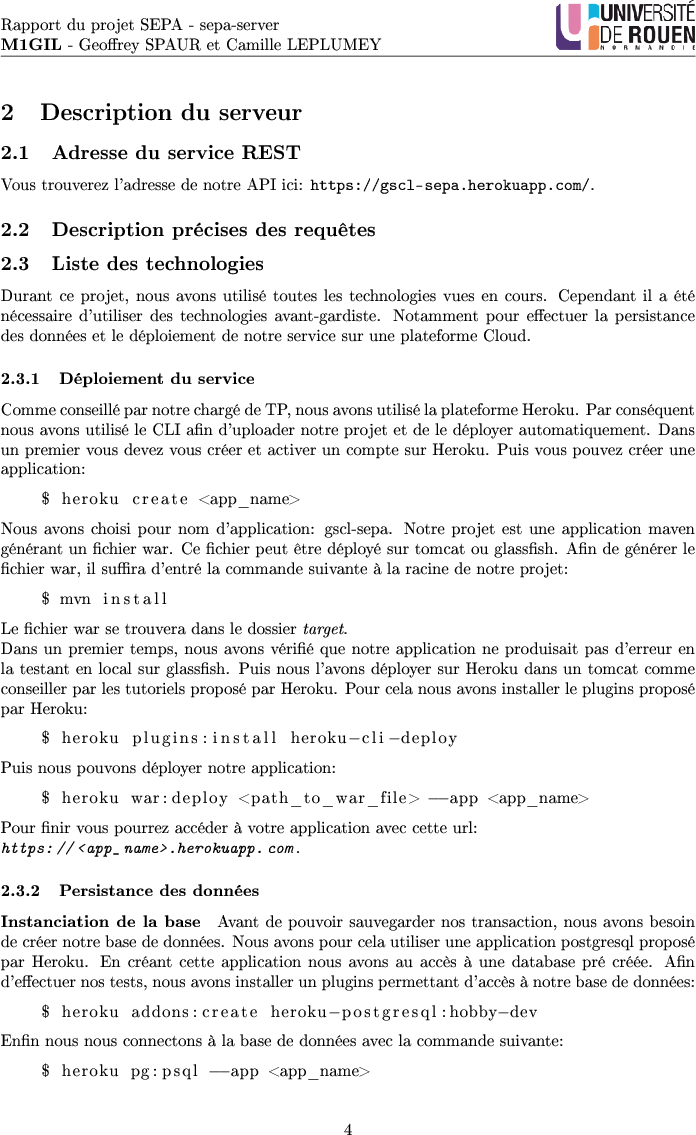 Rapport du projet SEPA - sepa-server
M1GIL - Geoffrey SPAUR et Camille LEPLUMEY
UNIVERSITÉ
DE ROUEN
NORMANDIE
2 Description du serveur
2.1 Adresse du service REST
Vous trouverez l'adresse de notre API ici: https://gscl-sepa.herokuapp.com/.
2.2 Description précises des requêtes
2.3 Liste des technologies
Durant ce projet, nous avons utilisé toutes les technologies vues en cours. Cependant il a été
nécessaire d'utiliser des technologies avant-gardiste. Notamment pour effectuer la persistance
des données et le déploiement de notre service sur une plateforme Cloud.
2.3.1 Déploiement du service
Comme conseillé par notre chargé de TP, nous avons utilisé la plateforme Heroku. Par conséquent
nous avons utilisé le CLI afin d'uploader notre projet et de le déployer automatiquement. Dans
un premier vous devez vous créer et activer un compte sur Heroku. Puis vous pouvez créer une
application:
$ heroku create <app_name>
Nous avons choisi pour nom d'application: gscl-sepa. Notre projet est une application maven
générant un fichier war. Ce fichier peut être déployé sur tomcat ou glassfish. Afin de générer le
fichier war, il suffira d'entré la commande suivante à la racine de notre projet:
$ mvn install
Le fichier war se trouvera dans le dossier target.
Dans un premier temps, nous avons vérifié que notre application ne produisait pas d'erreur en
la testant en local sur glassfish. Puis nous l'avons déployer sur Heroku dans un tomcat comme
conseiller par les tutoriels proposé par Heroku. Pour cela nous avons installer le plugins proposé
par Heroku:
$ heroku plugins:install heroku-cli-deploy
Puis nous pouvons déployer notre application:
$ heroku war:deploy <path_to_war_file> --app <app_name>
Pour finir vous pourrez accéder à votre application avec cette url:
https://<app_name>.herokuapp.com.
2.3.2 Persistance des données
Instanciation de la base Avant de pouvoir sauvegarder nos transaction, nous avons besoin
de créer notre base de données. Nous avons pour cela utiliser une application postgresql proposé
par Heroku. En créant cette application nous avons au accès à une database pré créée. Afin
d'effectuer nos tests, nous avons installer un plugins permettant d'accès à notre base de données:
$ heroku addons:create heroku-postgresql:hobby-dev
Enfin nous nous connectons à la base de données avec la commande suivante:
$ heroku pg:psql --app <app_name>
4